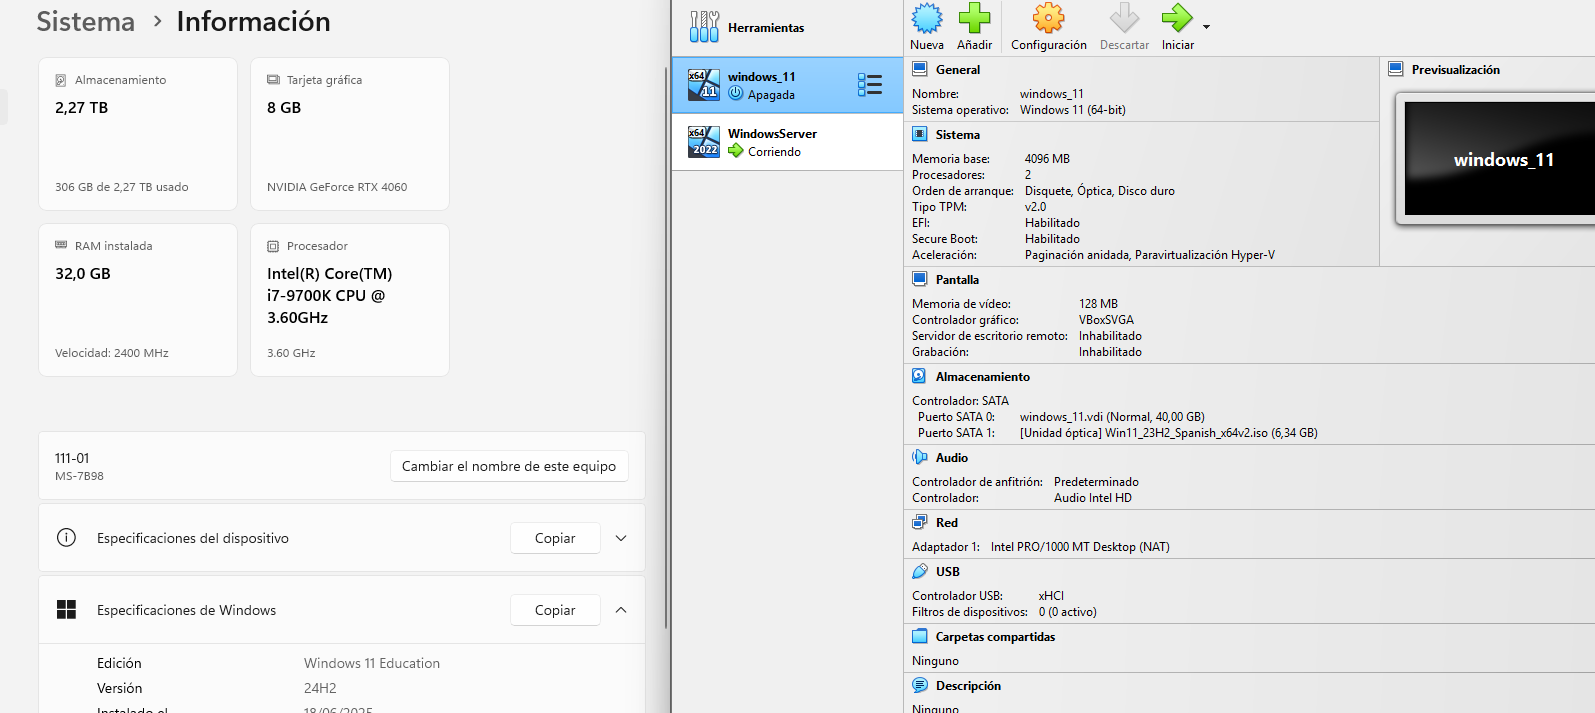 Sistema > Información
Almacenamiento
2,27 TB
306 GB de 2,27 TB usado
Tarjeta gráfica
8 GB
NVIDIA GeForce RTX 4060
RAM instalada
32,0 GB
Velocidad: 2400 MHz
Procesador
Intel(R) Core(TM)
i7-9700K CPU @
3.60GHz
3.60 GHz
111-01
MS-7B98
Cambiar el nombre de este equipo
Especificaciones del dispositivo
Copiar
Especificaciones de Windows
Copiar
Edición Windows 11 Education
Versión 24H2
Instalado el 18/06/2025
Herramientas
windows_11
Apagada
WindowsServer
Corriendo
x64
11
x64
2022
Nueva Añadir Configuración Descartar Iniciar
General
Nombre: windows_11
Sistema operativo: Windows 11 (64-bit)
Sistema
Memoria base: 4096 MB
Procesadores: 2
Orden de arranque: Disquete, Óptica, Disco duro
Tipo TPM: v2.0
EFI: Habilitado
Secure Boot: Habilitado
Aceleración: Paginación anidada, Paravirtualización Hyper-V
Previsualización
windows_11
Pantalla
Memoria de vídeo: 128 MB
Controlador gráfico: VBoxSVGA
Servidor de escritorio remoto: Inhabilitado
Grabación: Inhabilitado
Almacenamiento
Controlador: SATA
Puerto SATA 0: windows_11.vdi (Normal, 40,00 GB)
Puerto SATA 1: [Unidad óptica] Win11_23H2_Spanish_x64v2.iso (6,34 GB)
Audio
Controlador de anfitrión: Predeterminado
Controlador: Audio Intel HD
Red
Adaptador 1: Intel PRO/1000 MT Desktop (NAT)
USB
Controlador USB: xHCI
Filtros de dispositivos: 0 (0 activo)
Carpetas compartidas
Ninguno
Descripción
Ninguno